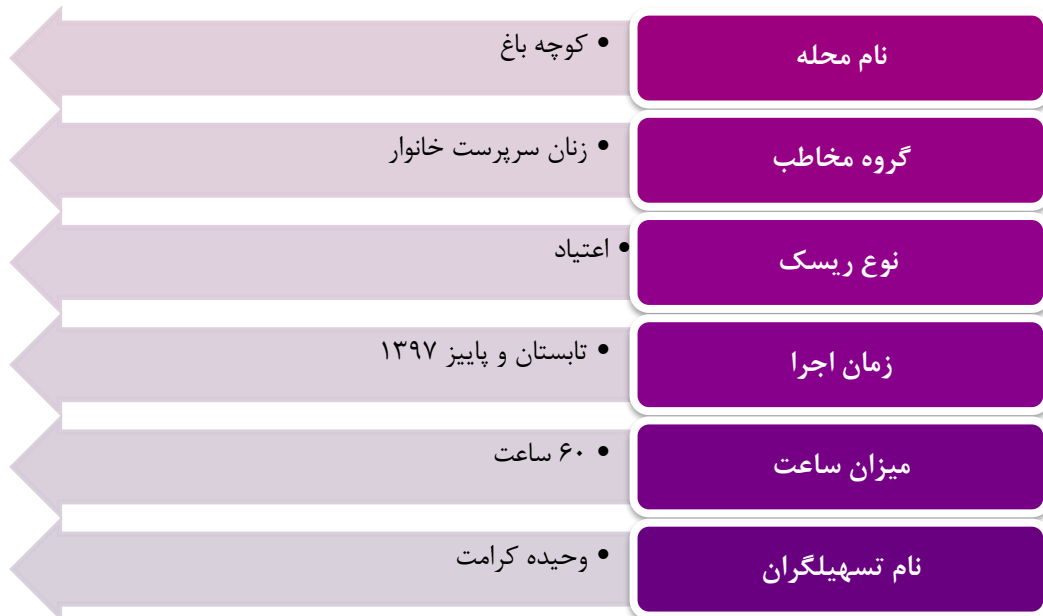 نام محله
• کوچه باغ
گروه مخاطب
• زنان سرپرست خانوار
نوع ریسک
• اعتیاد
زمان اجرا
• تابستان و پاییز ۱۳۹۷
میزان ساعت
• ۶۰ ساعت
نام تسهیلگران
• وحیده کرامت